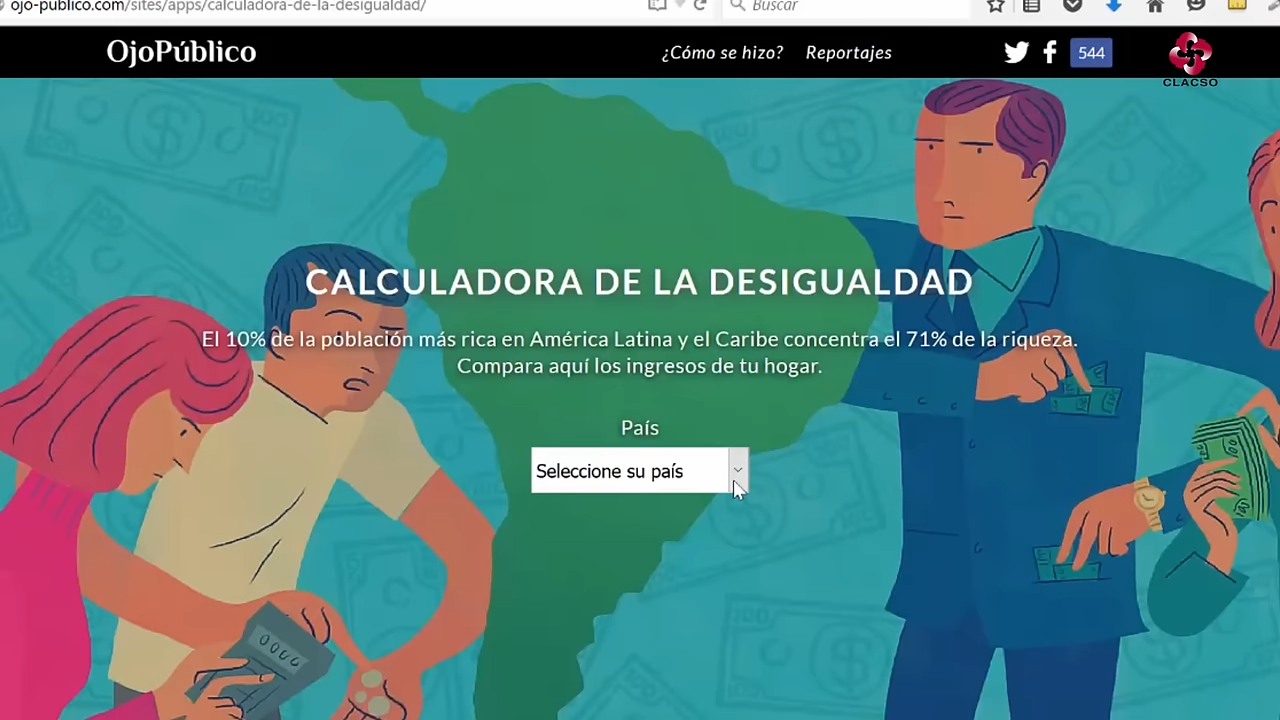 ojo-publico.com/sites/apps/calculadora-de-la-desigualdad/
Buscar
OjoPúblico
¿Cómo se hizo?
Reportajes
544
CLACSO
CALCULADORA DE LA DESIGUALDAD
El 10% de la población más rica en América Latina y el Caribe concentra el 71% de la riqueza.
Compara aquí los ingresos de tu hogar.
País
Seleccione su país